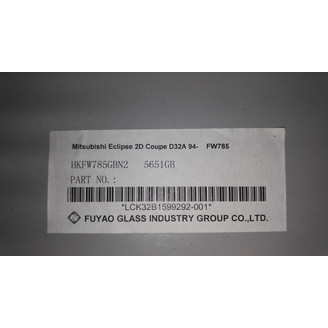 Mitsubishi Eclipse 2D Coupe D32A 94- FW785
HKFW785GBN2 5651GB
PART NO.:
*LCK32B1599292-001*
FUYAO GLASS INDUSTRY GROUP CO.,LTD.